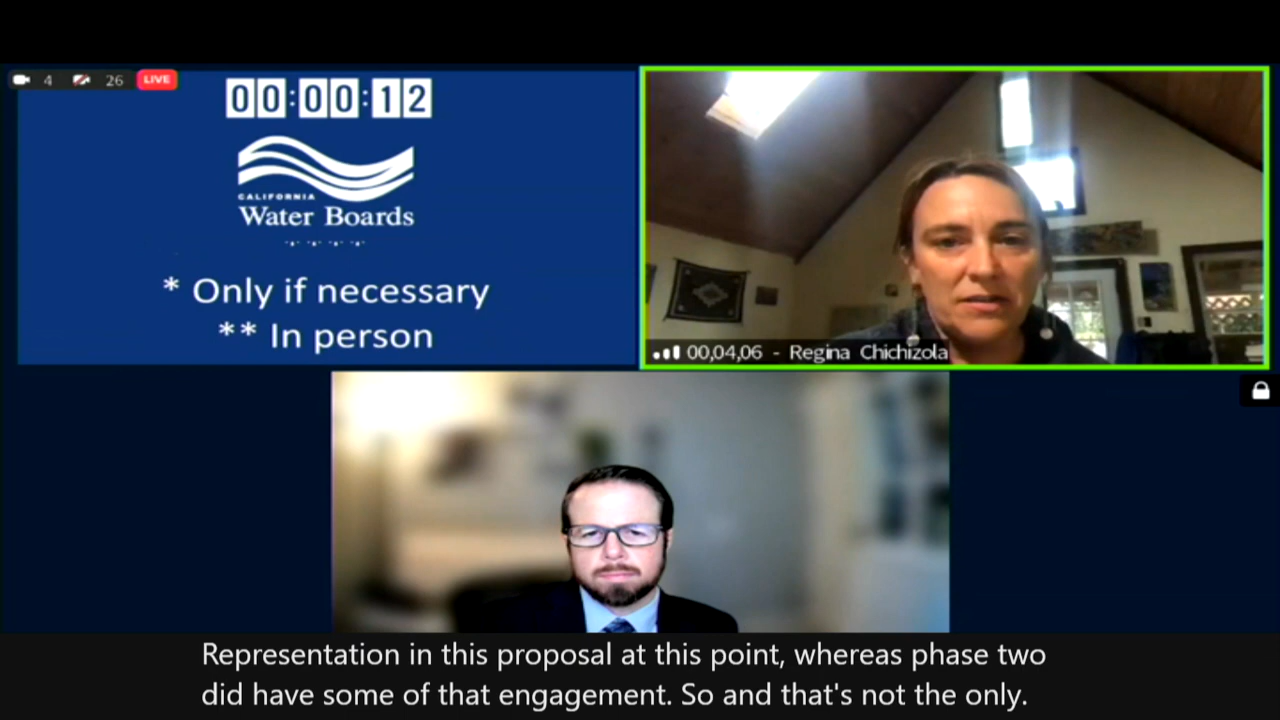 4 26 LIVE
00:00:12
CALIFORNIA
Water Boards
* Only if necessary
** In person
00,04,06 - Regina Chichizola
Representation in this proposal at this point, whereas phase two
did have some of that engagement. So and that's not the only.